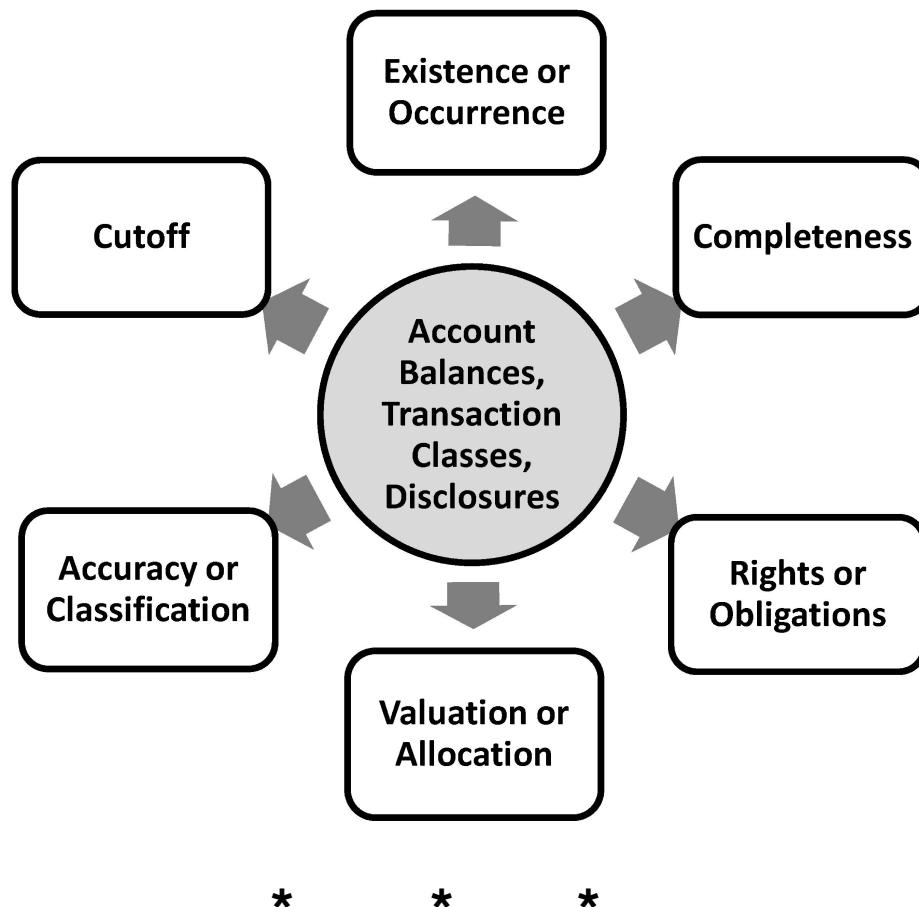 Existence or
Occurrence
Cutoff
Completeness
Account
Balances,
Transaction
Classes,
Disclosures
Accuracy or
Classification
Rights or
Obligations
Valuation or
Allocation
* * *